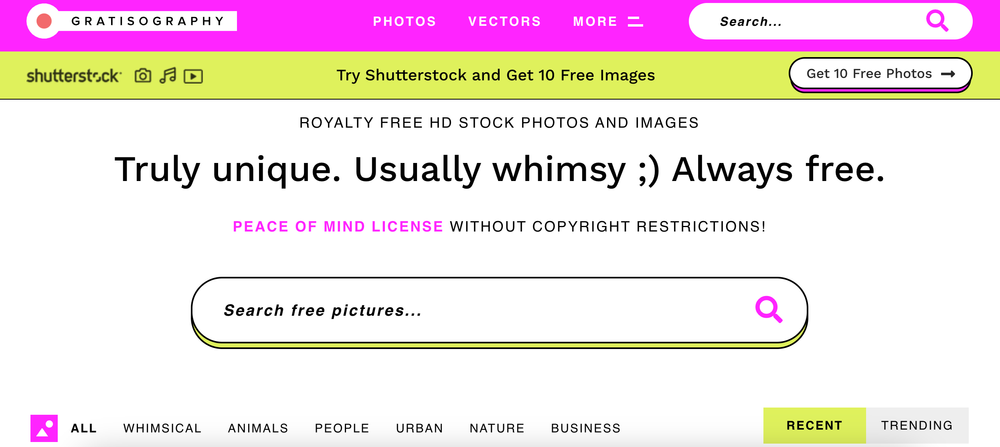 GRATISOGRAPHY
PHOTOS VECTORS MORE
Search...
shutterstock
Try Shutterstock and Get 10 Free Images
Get 10 Free Photos →
ROYALTY FREE HD STOCK PHOTOS AND IMAGES
Truly unique. Usually whimsy ;) Always free.
PEACE OF MIND LICENSE WITHOUT COPYRIGHT RESTRICTIONS!
Search free pictures...
ALL WHIMSICAL ANIMALS PEOPLE URBAN NATURE BUSINESS
RECENT TRENDING